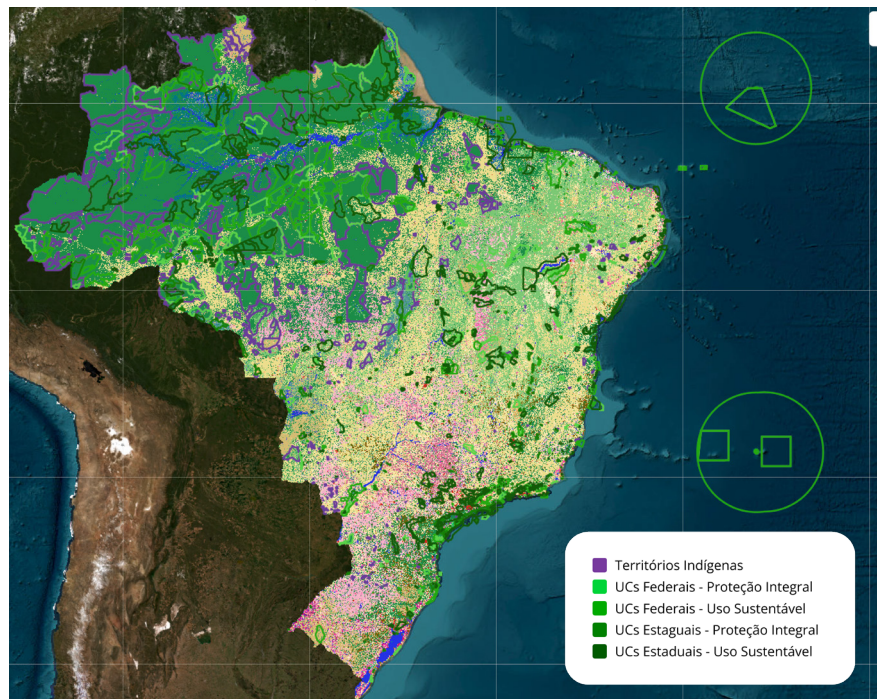 Territórios Indígenas
UCs Federais - Proteção Integral
UCs Federais - Uso Sustentável
UCs Estaguais - Proteção Integral
UCs Estaduais - Uso Sustentável